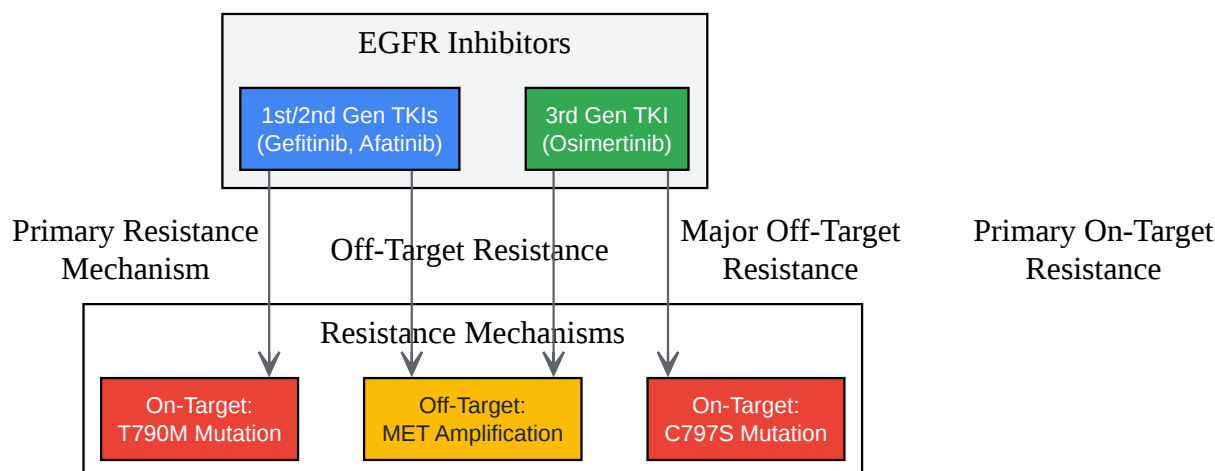 EGFR Inhibitors
1st/2nd Gen TKIs
(Gefitinib, Afatinib)
3rd Gen TKI
(Osimertinib)
Primary Resistance
Mechanism
Off-Target Resistance
Major Off-Target
Resistance
Primary On-Target
Resistance
Resistance Mechanisms
On-Target:
T790M Mutation
Off-Target:
MET Amplification
On-Target:
C797S Mutation